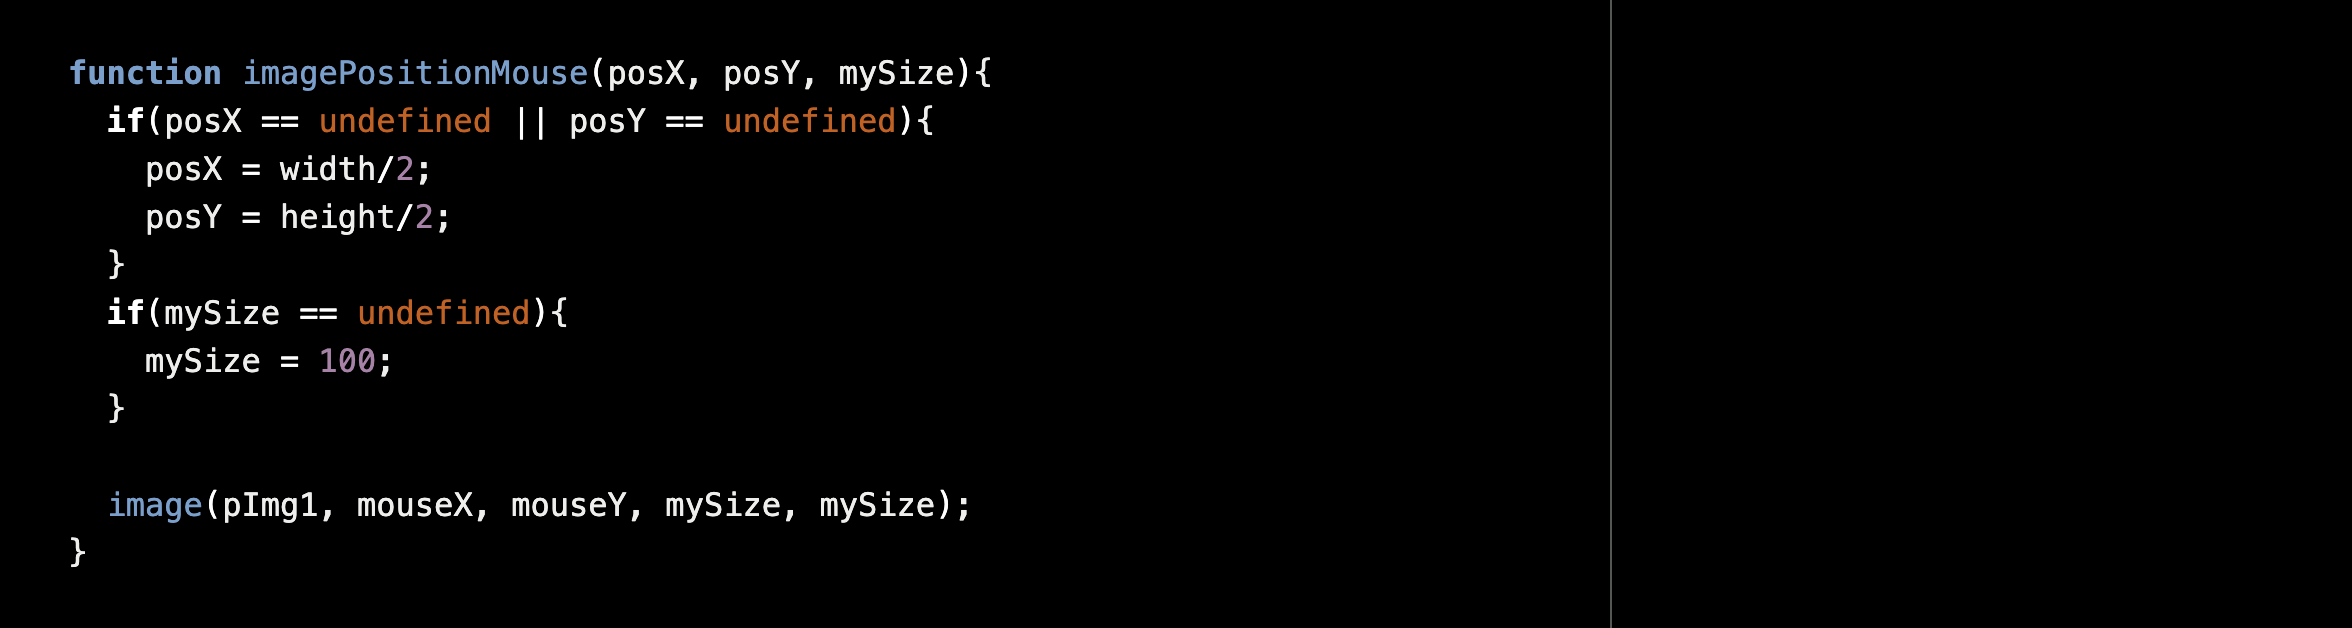 function imagePositionMouse(posX, posY, mySize){
  if(posX == undefined || posY == undefined){
    posX = width/2;
    posY = height/2;
  }
  if(mySize == undefined){
    mySize = 100;
  }

  image(pImg1, mouseX, mouseY, mySize, mySize);
}